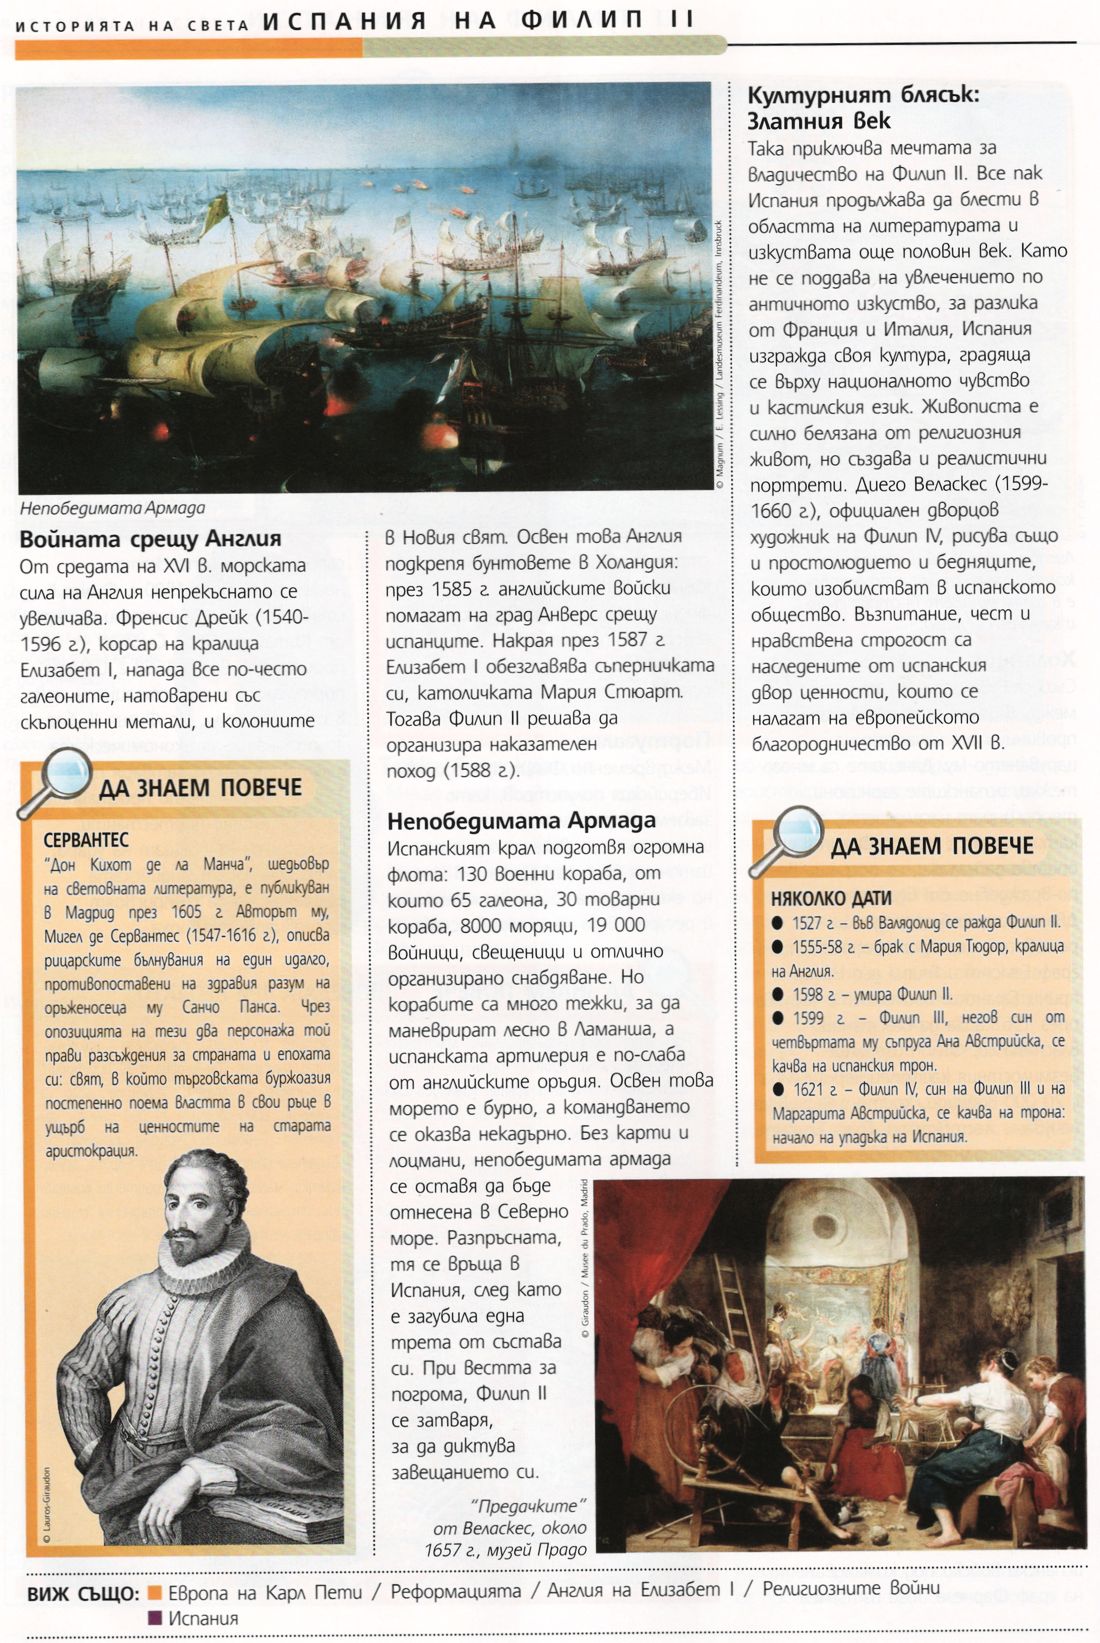 ИСТОРИЯТА НА СВЕТА ИСПАНИЯ НА ФИЛИП II
© Magnum / E. Lessing / Landesmuseum Ferdinandeum, Innsbruck
Непобедимата Армада
Войната срещу Англия
От средата на XVI в. морската
сила на Англия непрекъснато се
увеличава. Френсис Дрейк (1540-
1596 г.), корсар на кралица
Елизабет I, напада все по-често
галеоните, натоварени със
скъпоценни метали, и колониите
в Новия свят. Освен това Англия
подкрепя бунтовете в Холандия:
през 1585 г. английските войски
помагат на град Анверс срещу
испанците. Накрая през 1587 г.
Елизабет I обезглавява съперничката
си, католичката Мария Стюарт.
Тогава Филип II решава да
организира наказателен
поход (1588 г.).
Непобедимата Армада
Испанският крал подготвя огромна
флота: 130 военни кораба, от
които 65 галеона, 30 товарни
кораба, 8000 моряци, 19 000
войници, свещеници и отлично
организирано снабдяване. Но
корабите са много тежки, за да
маневрират лесно в Ламанша, а
испанската артилерия е по-слаба
от английските оръдия. Освен това
морето е бурно, а командването
се оказва некадърно. Без карти и
лоцмани, непобедимата армада
се оставя да бъде
отнесена в Северно
море. Разпръсната,
тя се връща в
Испания, след като
е загубила една
трета от състава
си. При вестта за
погрома, Филип II
се затваря,
за да диктува
завещанието си.
"Предачките"
от Веласкес, около
1657 г., музей Прадо
© Giraudon / Musee du Prado, Madrid
Културният блясък:
Златния век
Така приключва мечтата за
владичество на Филип II. Все пак
Испания продължава да блести в
областта на литературата и
изкуствата още половин век. Като
не се поддава на увлечението по
античното изкуство, за разлика
от Франция и Италия, Испания
изгражда своя култура, градяща
се върху националното чувство
и кастилския език. Живописта е
силно белязана от религиозния
живот, но създава и реалистични
портрети. Диего Веласкес (1599-
1660 г.), официален дворцов
художник на Филип IV, рисува също
и простолюдието и бедняците,
които изобилстват в испанското
общество. Възпитание, чест и
нравствена строгост са
наследените от испанския
двор ценности, които се
налагат на европейското
благородничество от XVII в.
ДА ЗНАЕМ ПОВЕЧЕ
СЕРВАНТЕС
"Дон Кихот де ла Манча", шедьовър
на световната литература, е публикуван
в Мадрид през 1605 г. Авторът му,
Мигел де Сервантес (1547-1616 г.), описва
рицарските бълнувания на един идалго,
противопоставени на здравия разум на
оръженосеца му Санчо Панса. Чрез
опозицията на тези два персонажа той
прави разсъждения за страната и епохата
си: свят, в който търговската буржоазия
постепенно поема властта в свои ръце в
ущърб на ценностите на старата
аристокрация.
© Lauros-Giraudon
ДА ЗНАЕМ ПОВЕЧЕ
НЯКОЛКО ДАТИ
● 1527 г. – във Валядолид се ражда Филип II.
● 1555-58 г. – брак с Мария Тюдор, кралица
на Англия.
● 1598 г. – умира Филип II.
● 1599 г. – Филип III, негов син от
четвъртата му съпруга Ана Австрийска, се
качва на испанския трон.
● 1621 г. – Филип IV, син на Филип III и на
Маргарита Австрийска, се качва на трона:
начало на упадъка на Испания.
ВИЖ СЪЩО: Европа на Карл Пети / Реформацията / Англия на Елизабет I / Религиозните войни
Испания